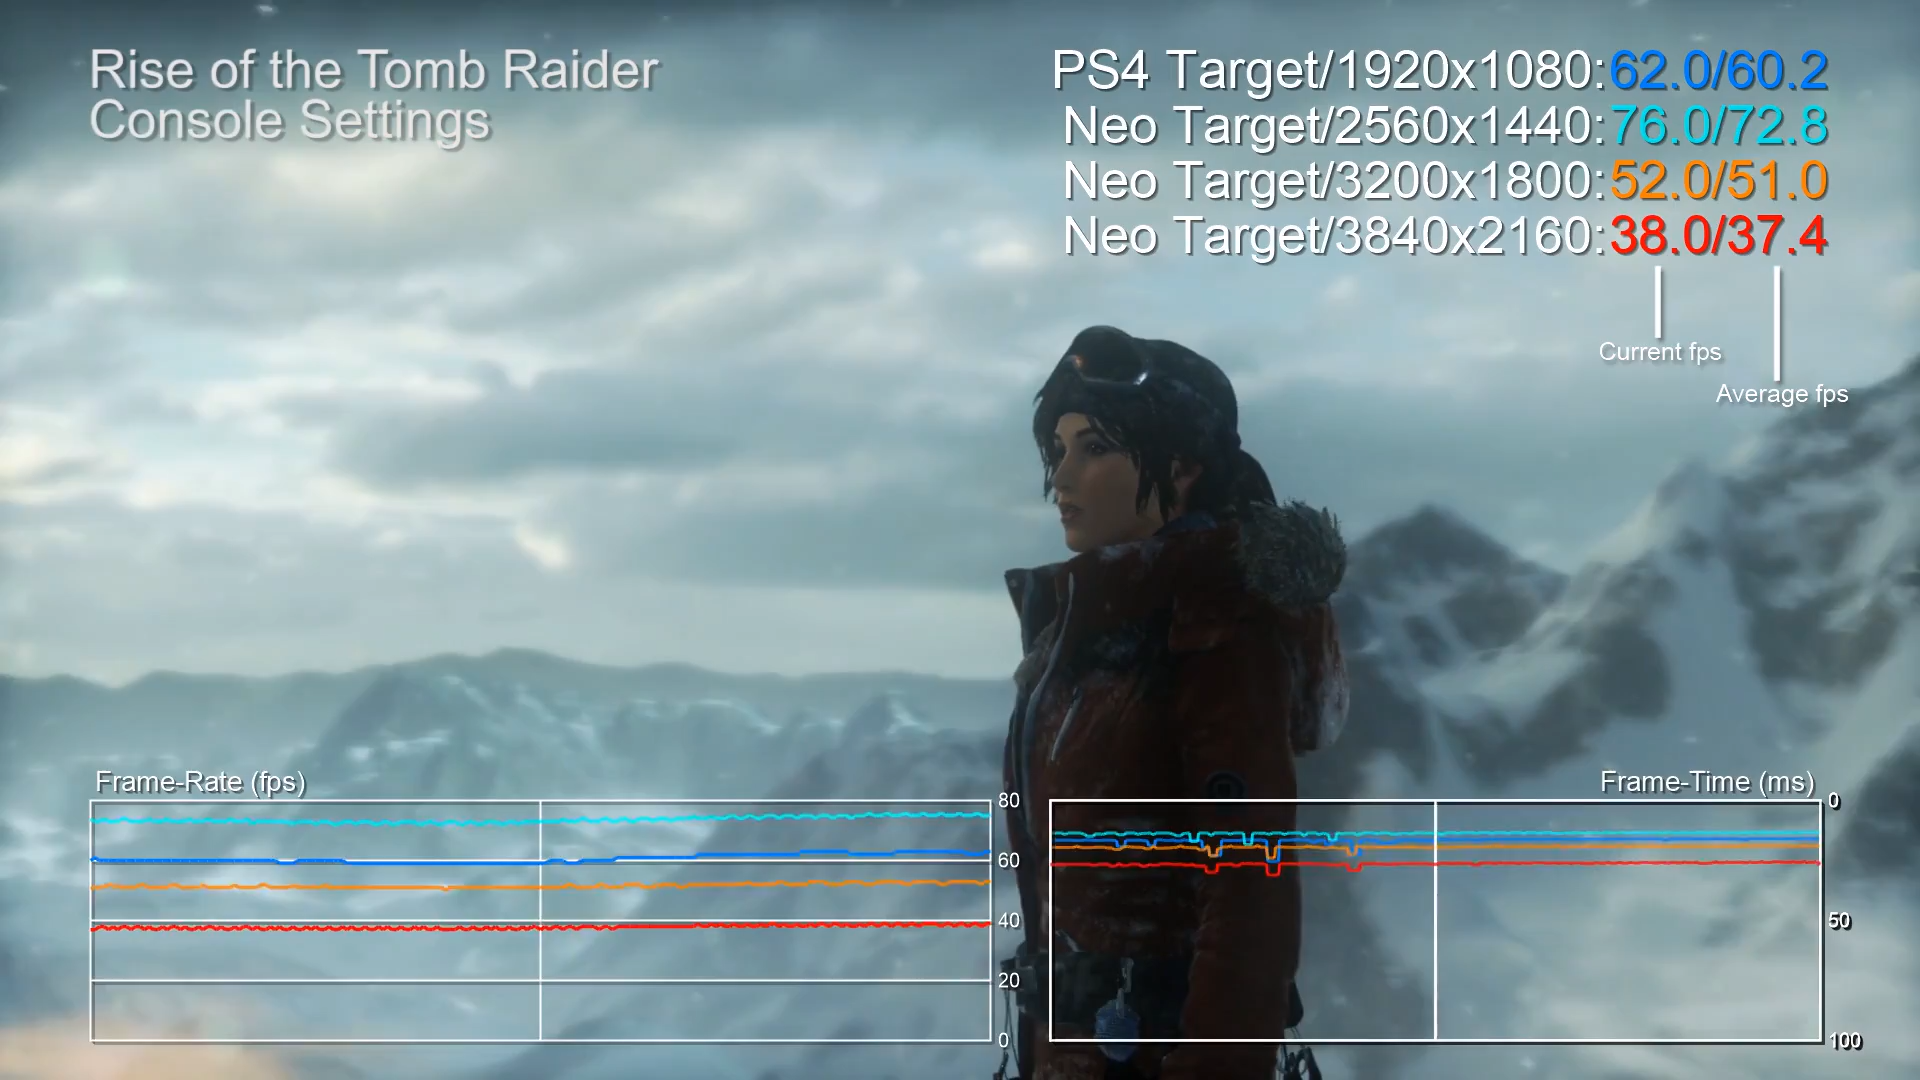 Rise of the Tomb Raider
Console Settings
PS4 Target/1920x1080:62.0/60.2
Neo Target/2560x1440:76.0/72.8
Neo Target/3200x1800:52.0/51.0
Neo Target/3840x2160:38.0/37.4
Current fps
Average fps
Frame-Rate (fps)
80
60
40
20
0
Frame-Time (ms)
0
50
100